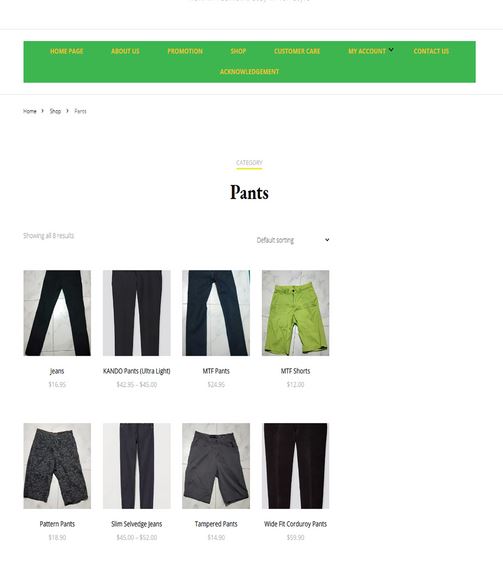 HOME PAGE ABOUT US PROMOTION SHOP CUSTOMER CARE MY ACCOUNT CONTACT US
ACKNOWLEDGEMENT
Home > Shop > Pants
CATEGORY
Pants
Showing all 8 results
Default sorting
Jeans KANDO Pants (Ultra Light) MTF Pants MTF Shorts
$16.95 $42.95 – $45.00 $24.95 $12.00
Pattern Pants Slim Selvedge Jeans Tampered Pants Wide Fit Corduroy Pants
$18.90 $45.00 – $52.00 $14.90 $59.90